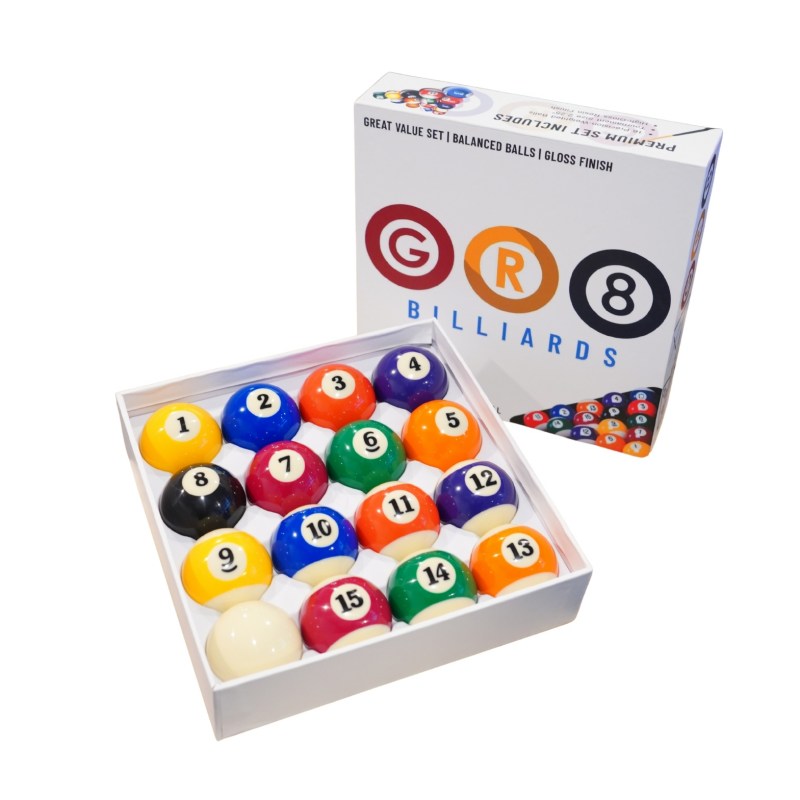 PREMIUM SET INCLUDES
GREAT VALUE SET | BALANCED BALLS | GLOSS FINISH
G R 8
BILLIARDS
L
1 2 3 4
8 7 6 5
9 10 11 12
15 14 13